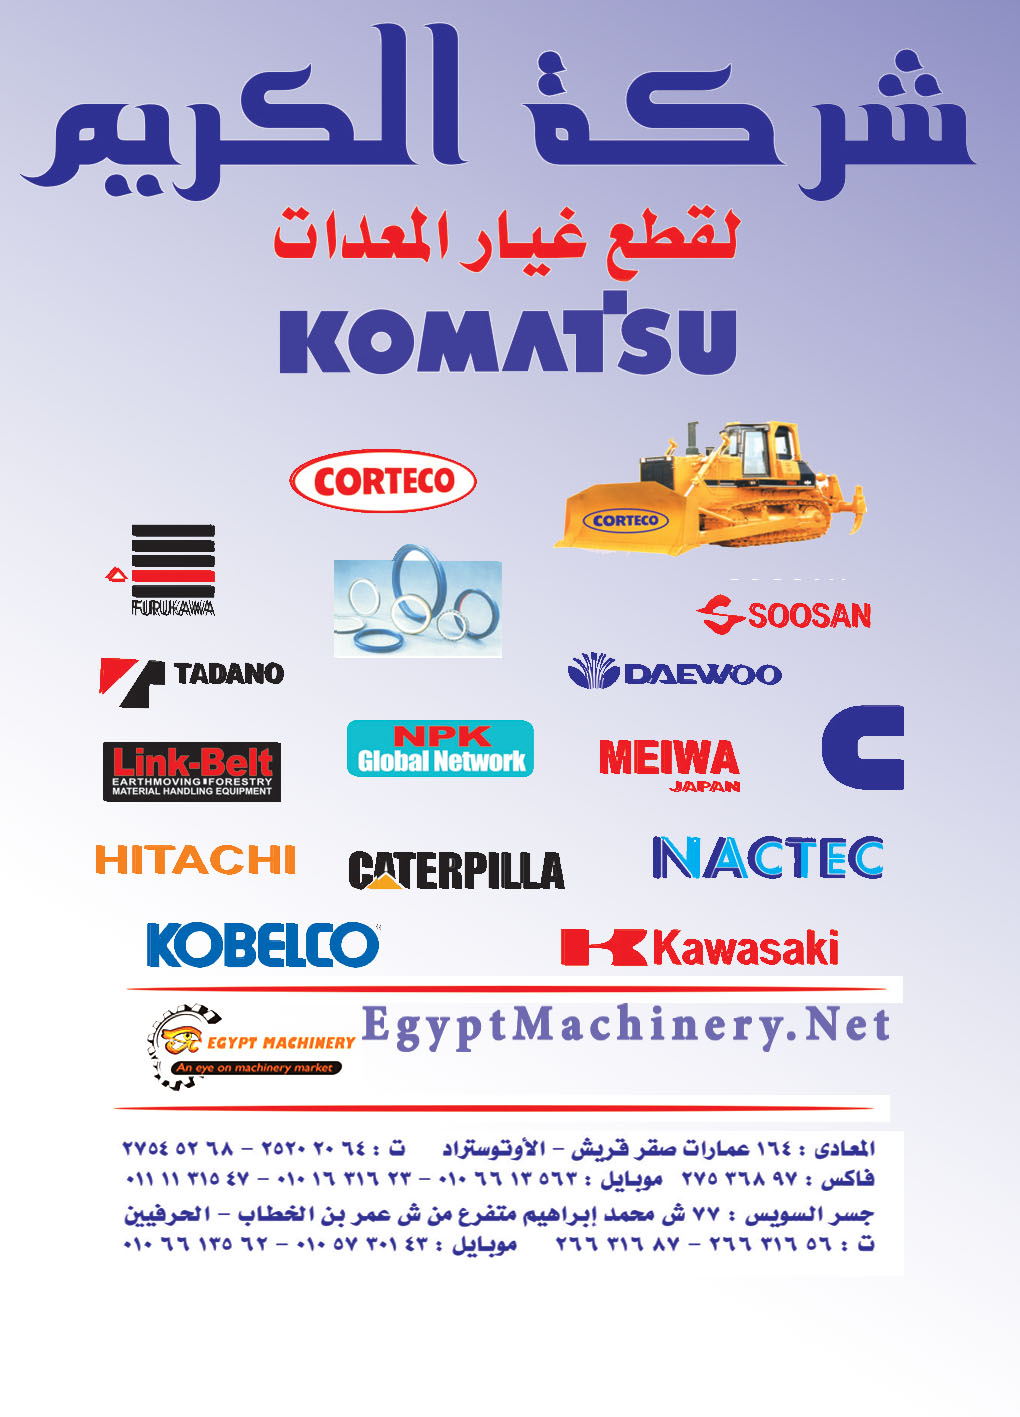 شركة الكريم
لقطع غيار المعدات
KOMATSU
CORTECO
CORTECO
FURUKAWA
SOOSAN
TADANO
DAEWOO
NPK
Global Network
Link-Belt
EARTHMOVING FORESTRY
MATERIAL HANDLING EQUIPMENT
MEIWA
JAPAN
HITACHI
CATERPILLA
NACTEC
KOBELCO
Kawasaki
EGYPT MACHINERY
An eye on machinery market
EgyptMachinery.Net
المعادى : ١٦٤ عمارات صقر قريش - الأوتوستراد ت : ٦٤ ٢٠ ٢٥٢٠ - ٦٨ ٥٢ ٢٧٥٤
فاكس : ٩٧ ٣٦٨ ٢٧٥ موبايل : ٥٦٣ ١٣ ٦٦ ٠١٠ - ٢٣ ٣١٦ ١٦ ٠١٠ - ٤٧ ٣١٥ ١١ ٠١١
جسر السويس : ٧٧ ش محمد إبراهيم متفرع من ش عمر بن الخطاب - الحرفيين
ت : ٥٦ ٣١٦ ٢٦٦ - ٨٧ ٣١٦ ٢٦٦ موبايل : ٤٣ ٣٠١ ٥٧ ٠١٠ - ٦٢ ١٣٥ ٦٦ ٠١٠